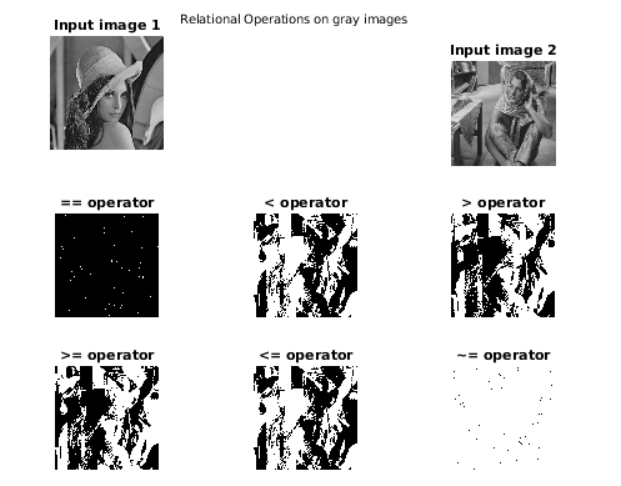 Relational Operations on gray images
Input image 1
Input image 2
== operator
< operator
> operator
>= operator
<= operator
~= operator